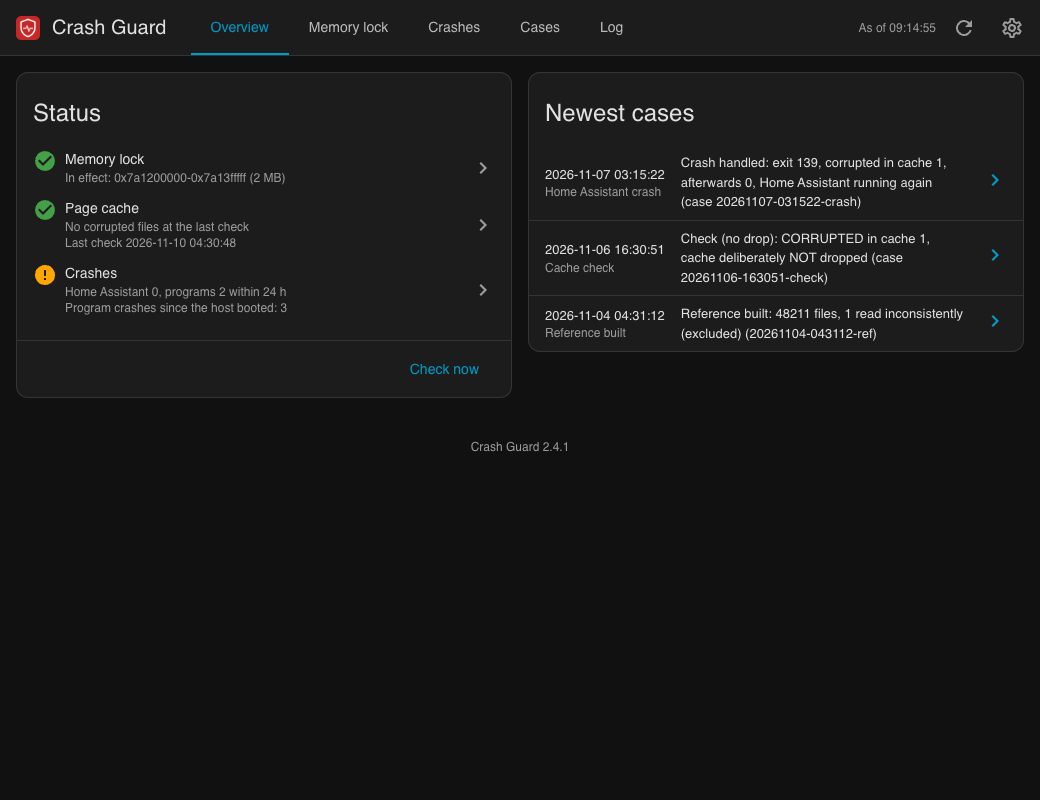 Crash Guard
Overview
Memory lock
Crashes
Cases
Log
As of 09:14:55
Status
Memory lock
In effect: 0x7a1200000-0x7a13fffff (2 MB)
Page cache
No corrupted files at the last check
Last check 2026-11-10 04:30:48
Crashes
Home Assistant 0, programs 2 within 24 h
Program crashes since the host booted: 3
Check now
Newest cases
2026-11-07 03:15:22
Home Assistant crash
Crash handled: exit 139, corrupted in cache 1,
afterwards 0, Home Assistant running again
(case 20261107-031522-crash)
2026-11-06 16:30:51
Cache check
Check (no drop): CORRUPTED in cache 1,
cache deliberately NOT dropped (case
20261106-163051-check)
2026-11-04 04:31:12
Reference built
Reference built: 48211 files, 1 read inconsistently
(excluded) (20261104-043112-ref)
Crash Guard 2.4.1